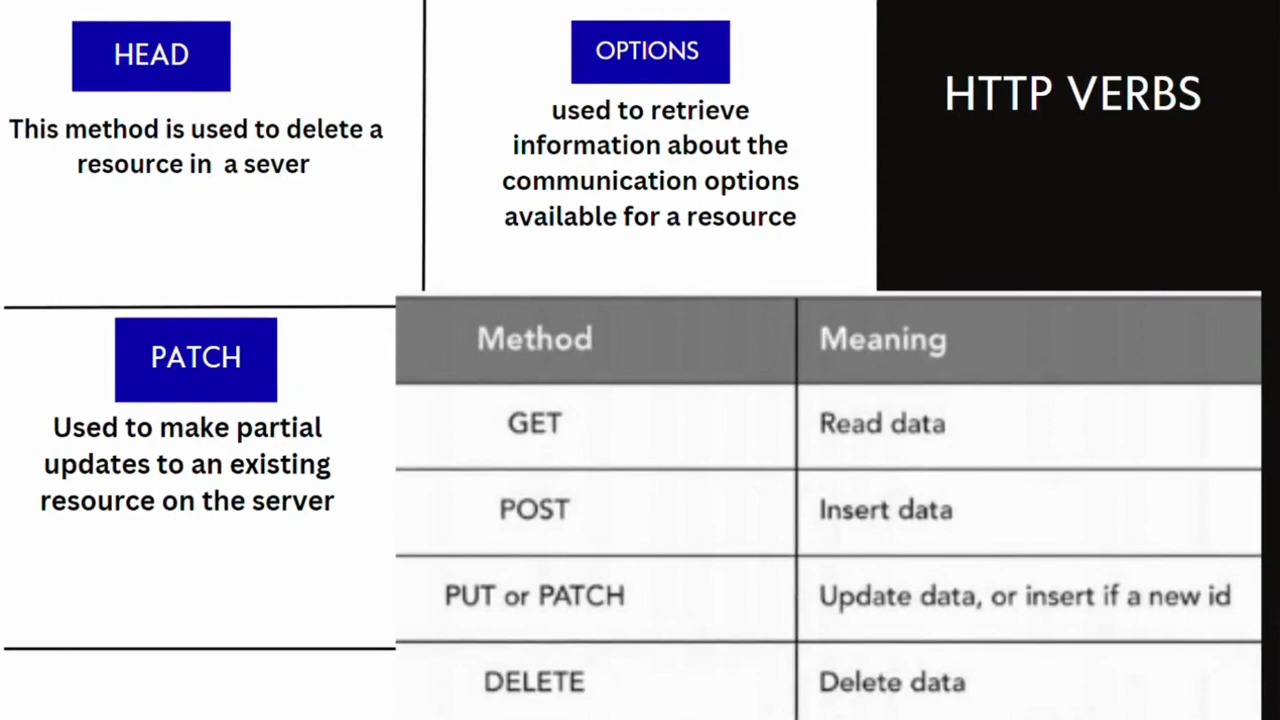 HEAD
This method is used to delete a
resource in a sever
OPTIONS
used to retrieve
information about the
communication options
available for a resource
HTTP VERBS
PATCH
Used to make partial
updates to an existing
resource on the server
Method Meaning
GET Read data
POST Insert data
PUT or PATCH Update data, or insert if a new id
DELETE Delete data